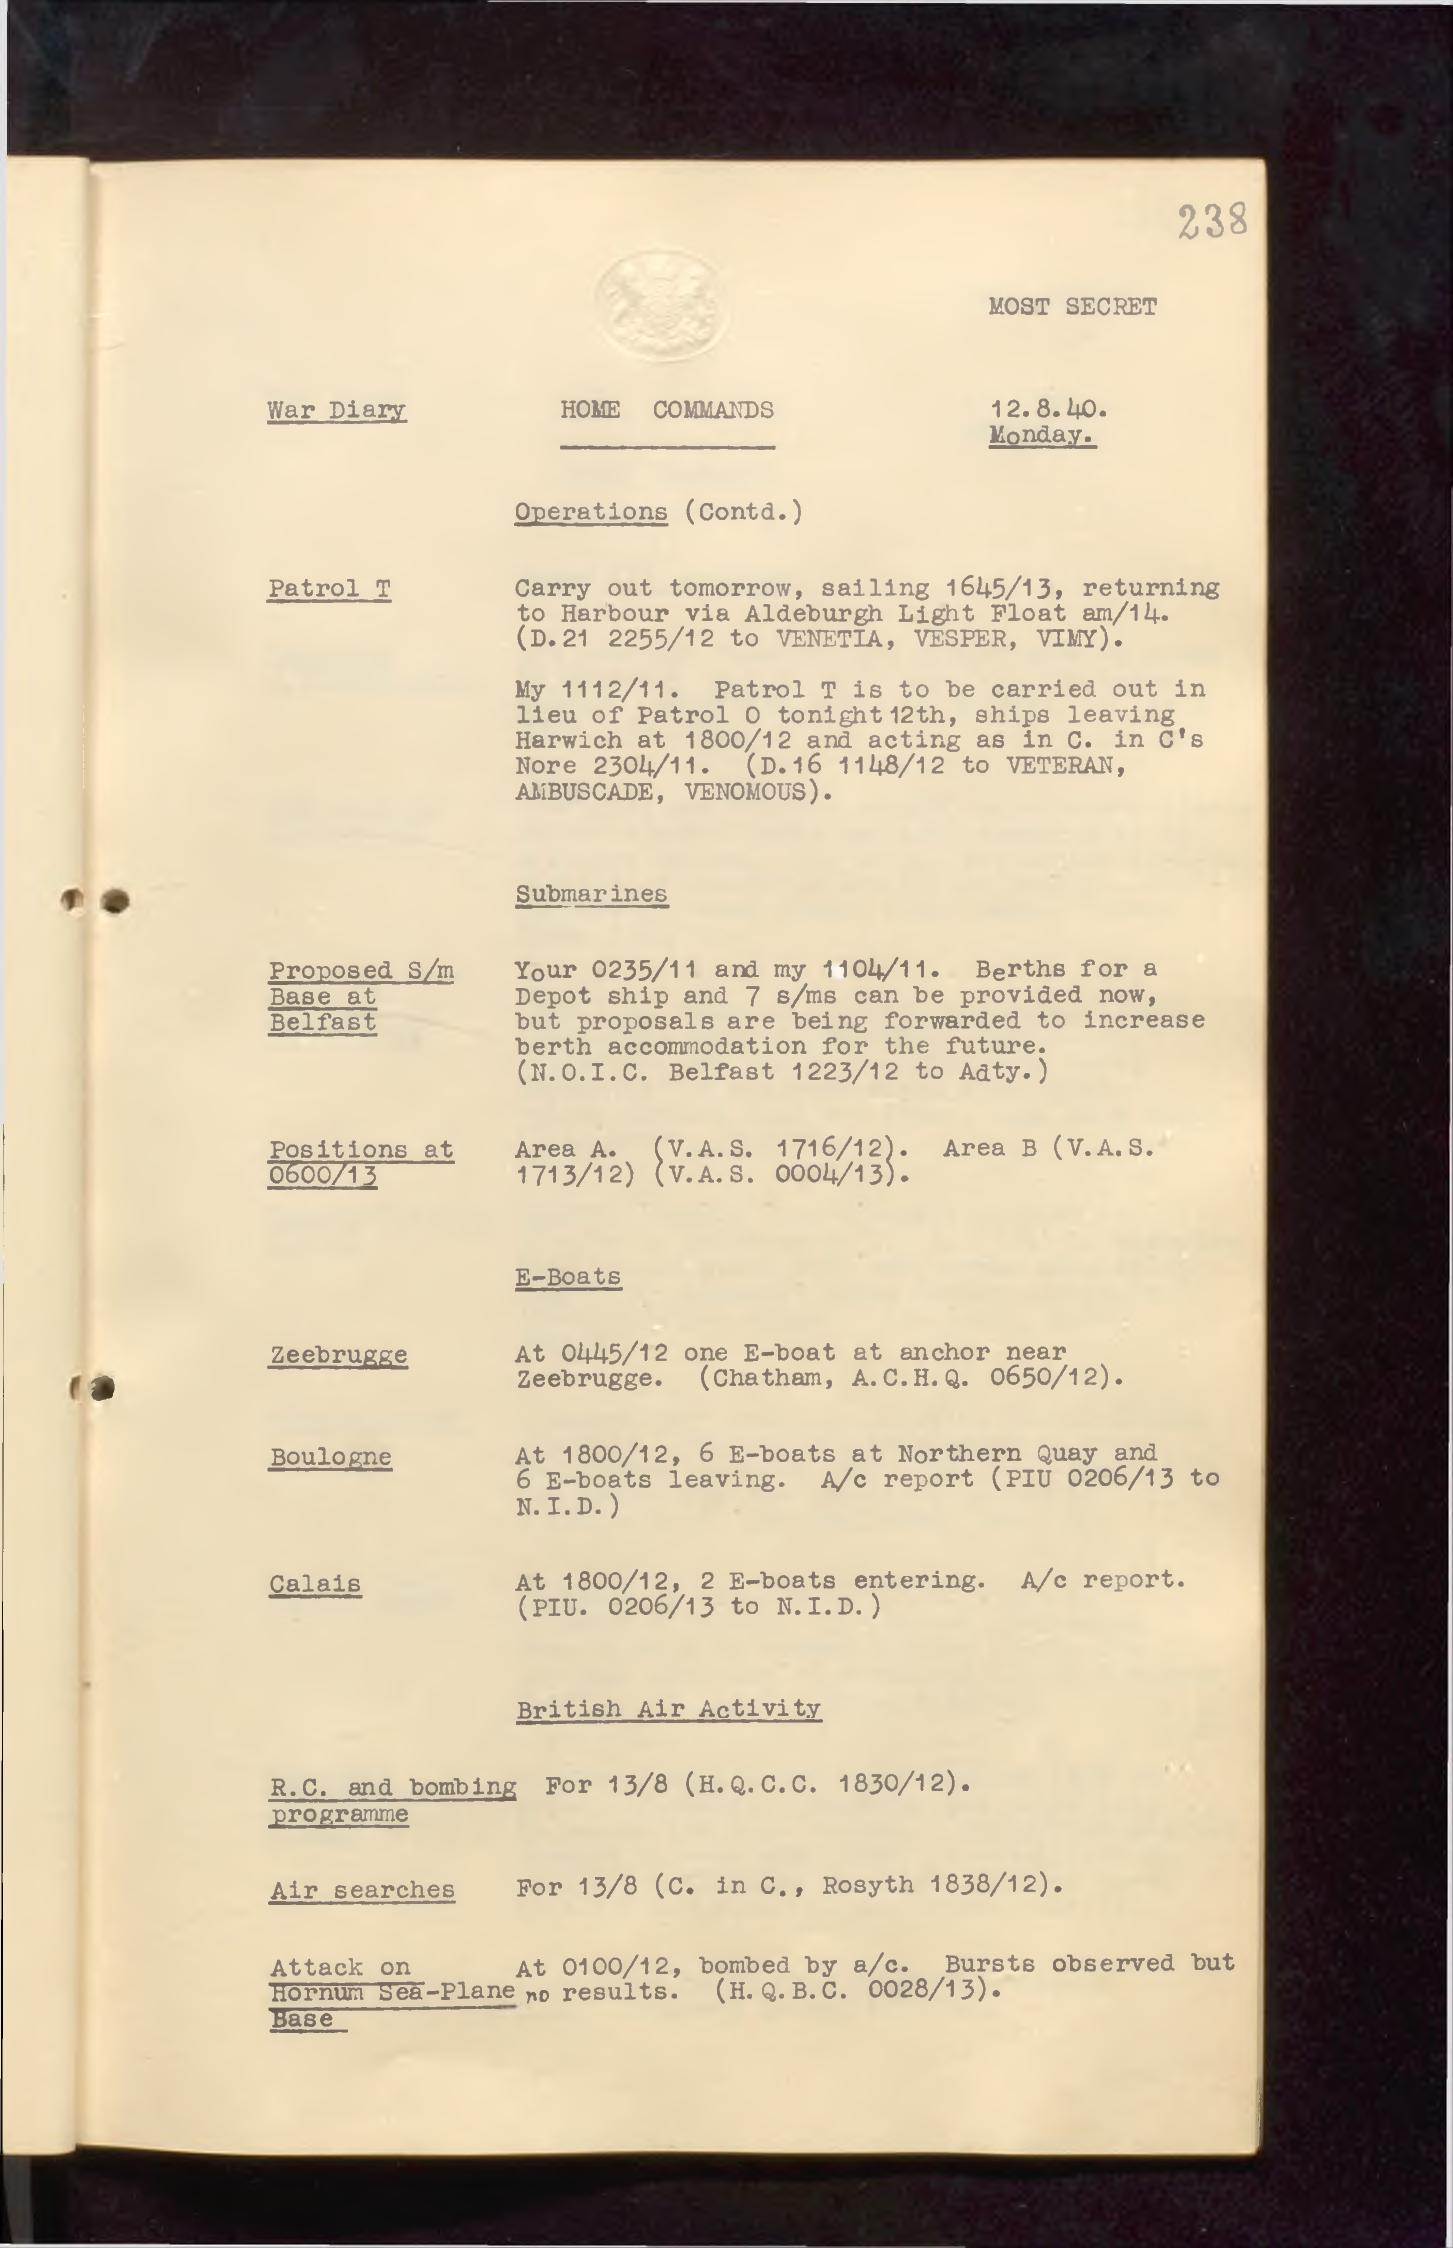 238
MOST SECRET
War Diary HOME COMMANDS 12.8.40.
Monday.
Operations (Contd.)
Patrol T Carry out tomorrow, sailing 1645/13, returning
to Harbour via Aldeburgh Light Float am/14.
(D.21 2255/12 to VENETIA, VESPER, VIMY).
My 1112/11. Patrol T is to be carried out in
lieu of Patrol O tonight 12th, ships leaving
Harwich at 1800/12 and acting as in C. in C's
Nore 2304/11. (D.16 1148/12 to VETERAN,
AMBUSCADE, VENOMOUS).
Submarines
Proposed S/m Your 0235/11 and my 1104/11. Berths for a
Base at Depot ship and 7 s/ms can be provided now,
Belfast but proposals are being forwarded to increase
berth accommodation for the future.
(N.O.I.C. Belfast 1223/12 to Adty.)
Positions at Area A. (V.A.S. 1716/12). Area B (V.A.S.
0600/13 1713/12) (V.A.S. 0004/13).
E-Boats
Zeebrugge At 0445/12 one E-boat at anchor near
Zeebrugge. (Chatham, A.C.H.Q. 0650/12).
Boulogne At 1800/12, 6 E-boats at Northern Quay and
6 E-boats leaving. A/c report (PIU 0206/13 to
N.I.D.)
Calais At 1800/12, 2 E-boats entering. A/c report.
(PIU. 0206/13 to N.I.D.)
British Air Activity
R.C. and bombing For 13/8 (H.Q.C.C. 1830/12).
programme
Air searches For 13/8 (C. in C., Rosyth 1838/12).
Attack on At 0100/12, bombed by a/c. Bursts observed but
Hornum Sea-Plane no results. (H.Q.B.C. 0028/13).
Base